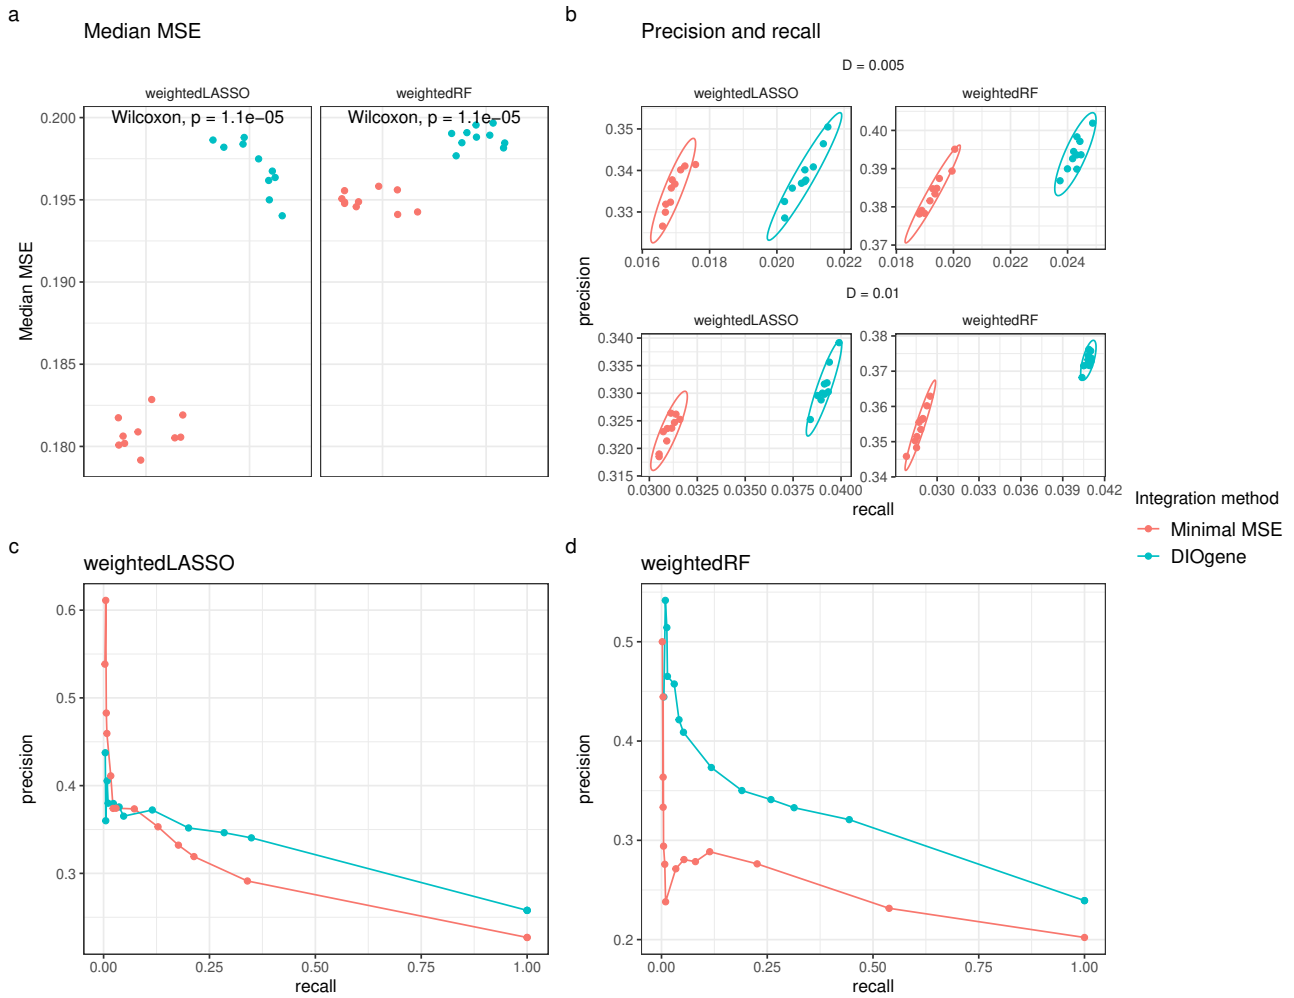 a
Median MSE
weightedLASSO
weightedRF
Wilcoxon, p = 1.1e−05
Wilcoxon, p = 1.1e−05
Median MSE
0.200
0.195
0.190
0.185
0.180
b
Precision and recall
D = 0.005
weightedLASSO
weightedRF
0.35
0.34
0.33
0.016 0.018 0.020 0.022
0.40
0.39
0.38
0.37
0.018 0.020 0.022 0.024
precision
D = 0.01
weightedLASSO
weightedRF
0.340
0.335
0.330
0.325
0.320
0.315
0.0300 0.0325 0.0350 0.0375 0.0400
0.38
0.37
0.36
0.35
0.34
0.030 0.033 0.036 0.039 0.042
recall
Integration method
Minimal MSE
DIOgene
c
weightedLASSO
precision
0.6
0.5
0.4
0.3
0.00 0.25 0.50 0.75 1.00
recall
d
weightedRF
precision
0.5
0.4
0.3
0.2
0.00 0.25 0.50 0.75 1.00
recall